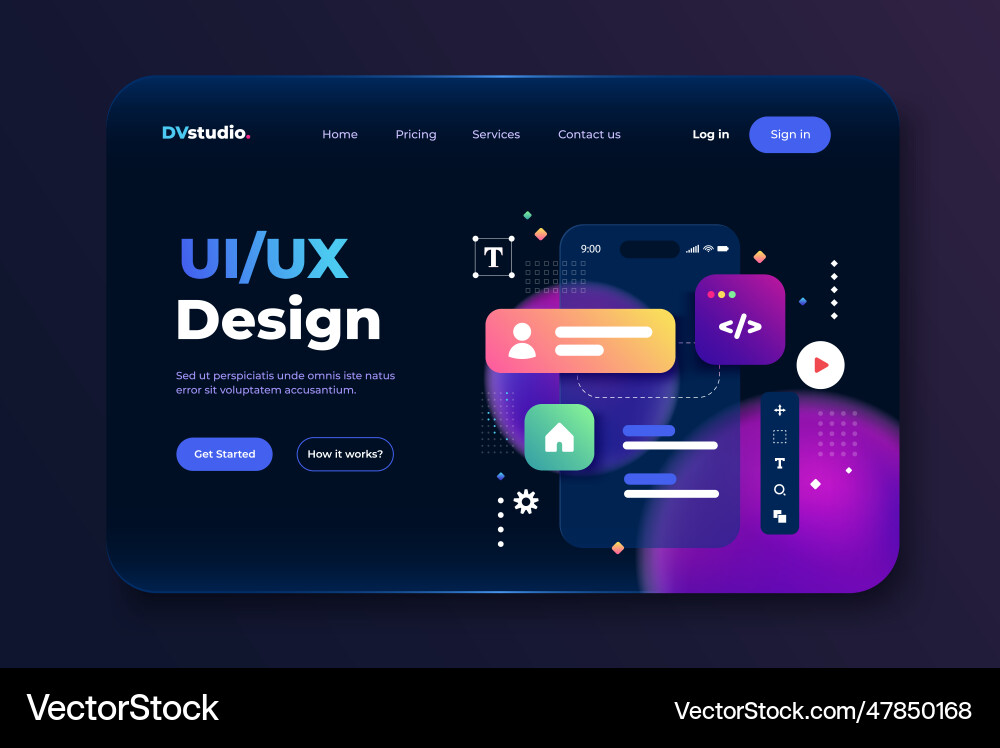 DVstudio.
Home Pricing Services Contact us Log in Sign in
UI/UX
Design
Sed ut perspiciatis unde omnis iste natus
error sit voluptatem accusantium.
Get Started How it works?
T
9:00
</>
T
VectorStock
VectorStock.com/47850168